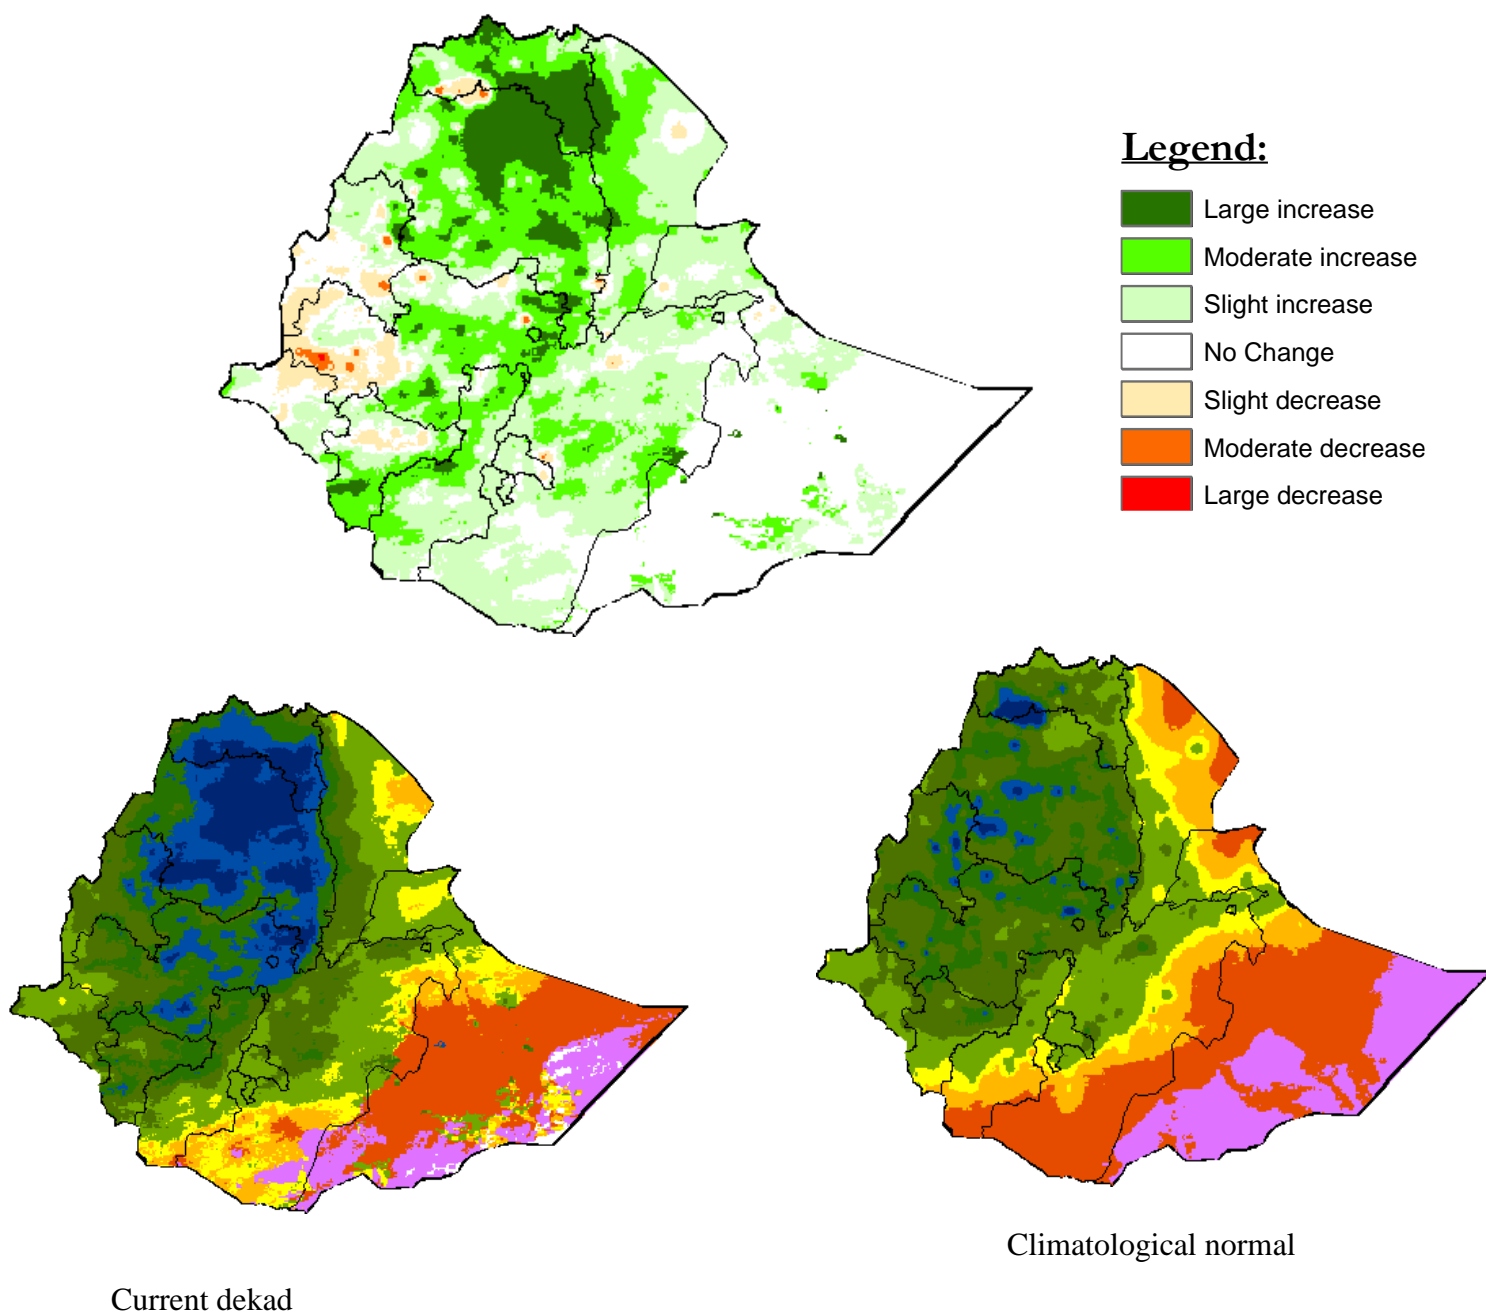 Legend:
Large increase
Moderate increase
Slight increase
No Change
Slight decrease
Moderate decrease
Large decrease
Climatological normal
Current dekad